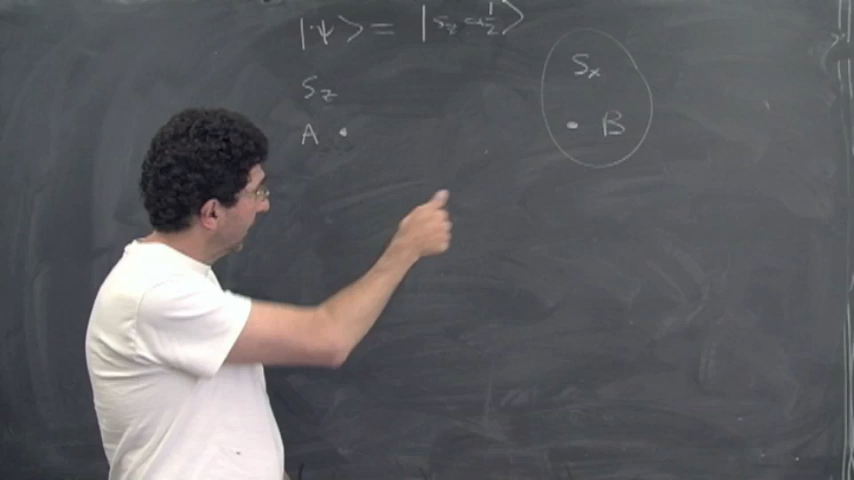 |ψ⟩ = |s_z = ½⟩
S_z
S_x
A •
• B